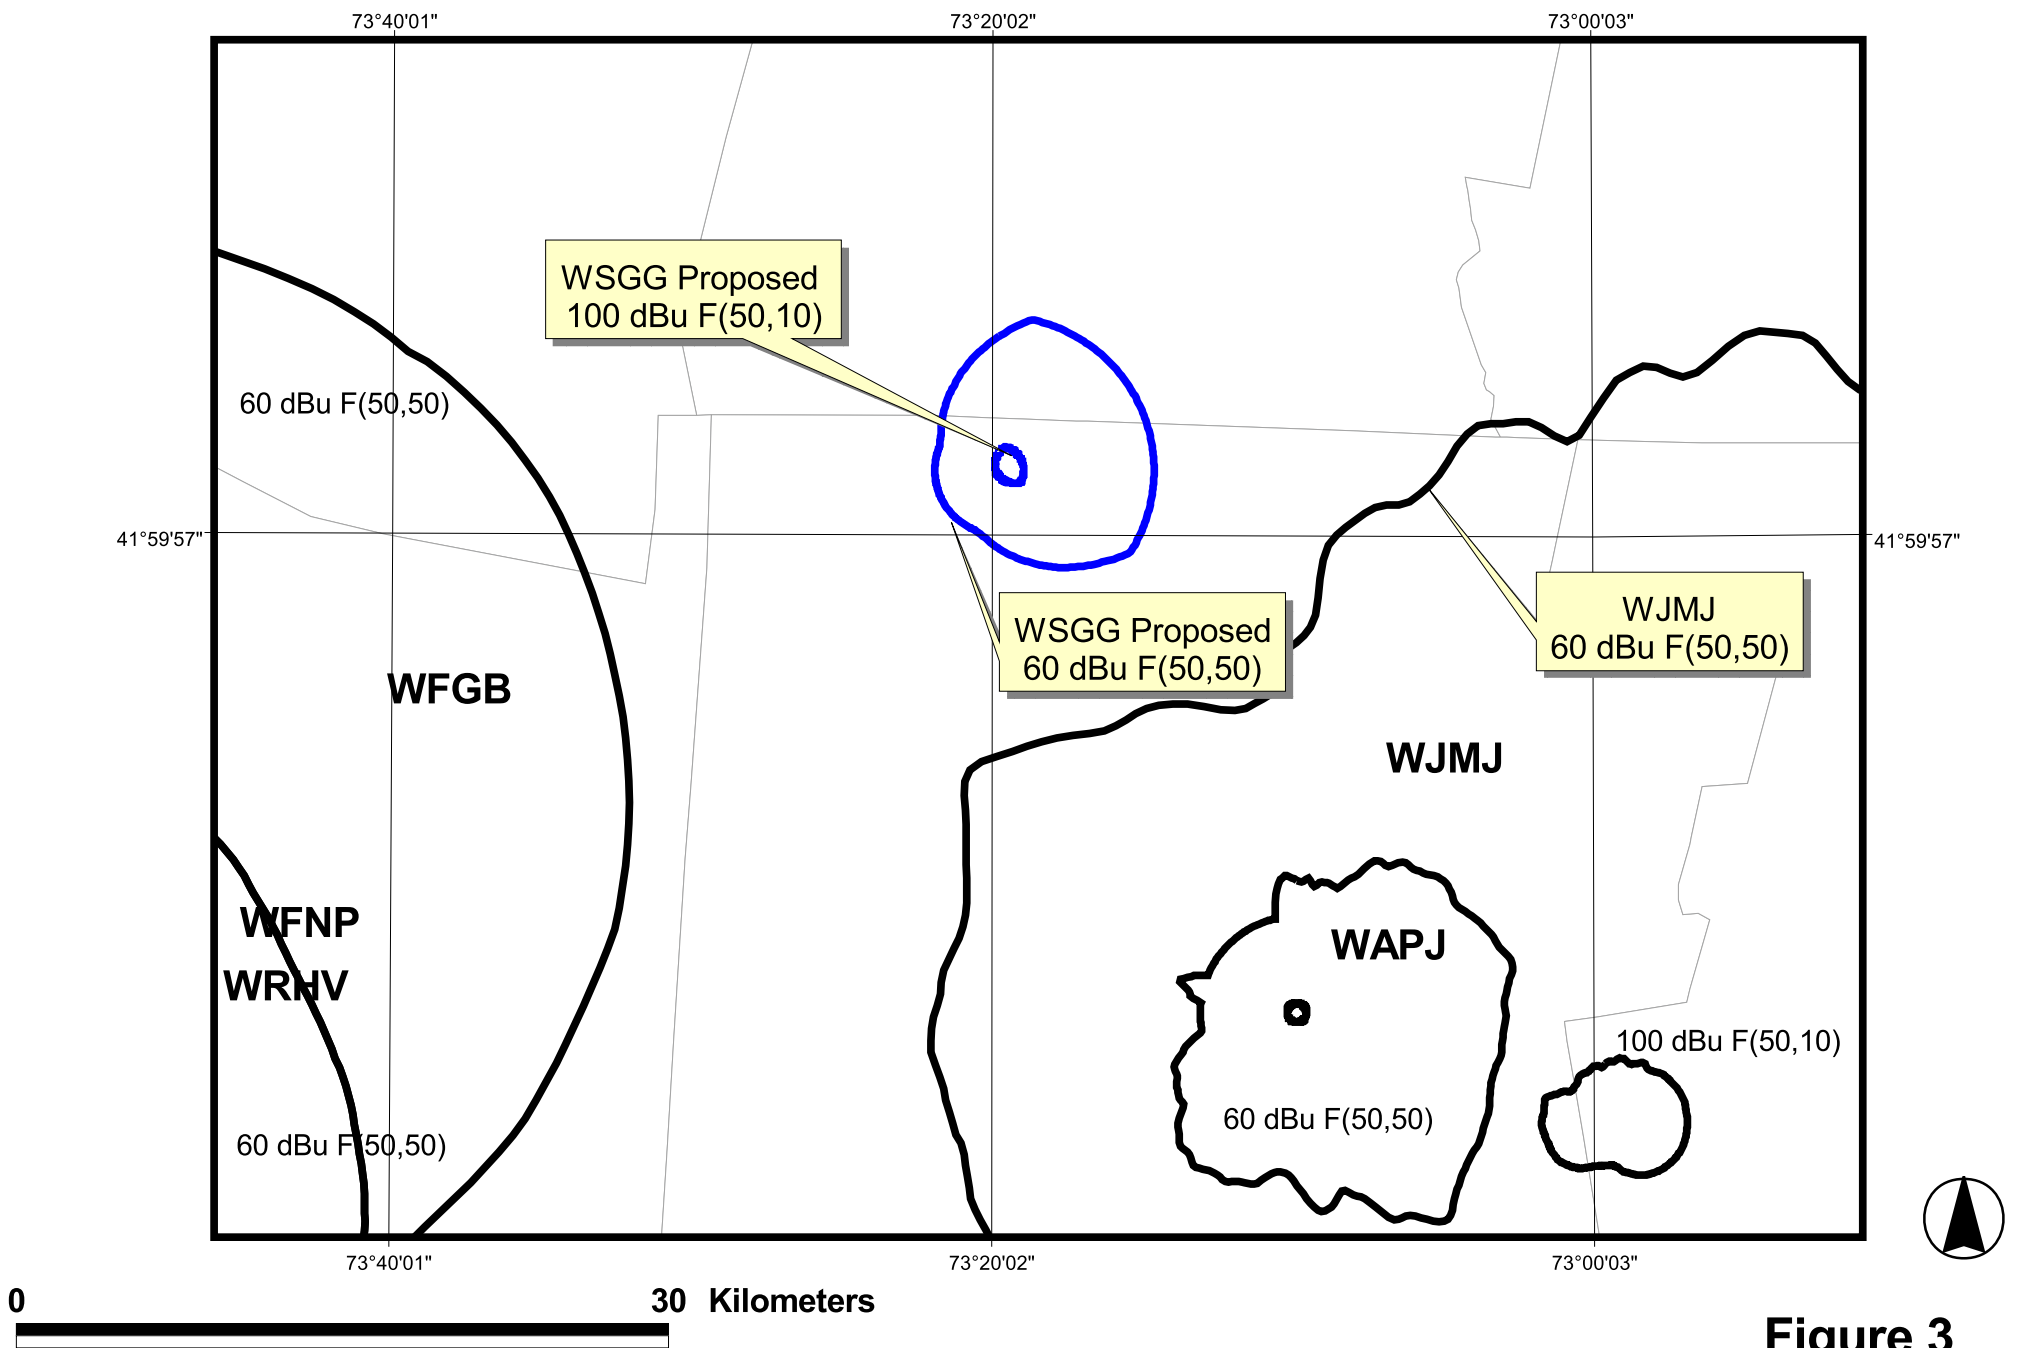 73°40'01"
73°20'02"
73°00'03"
WSGG Proposed
100 dBu F(50,10)
60 dBu F(50,50)
41°59'57"
41°59'57"
WJMJ
60 dBu F(50,50)
WSGG Proposed
60 dBu F(50,50)
WFGB
WJMJ
WFNP
WAPJ
WRHV
100 dBu F(50,10)
60 dBu F(50,50)
60 dBu F(50,50)
73°40'01"
73°20'02"
73°00'03"
0
30 Kilometers
Figure 3